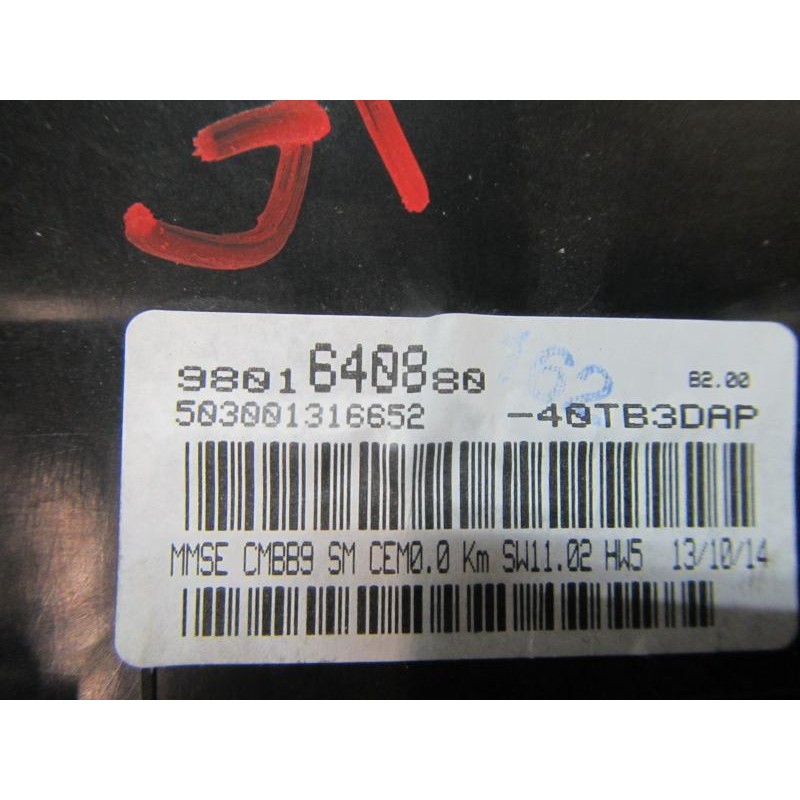 9801640880 B2.00
503001316652 -40TB3DAP
MMSE CMBB9 SM CEM0.0 Km SW11.02 HW5 13/10/14